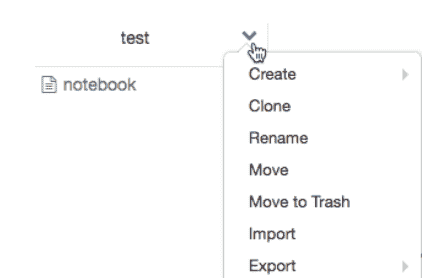 test
notebook
Create
Clone
Rename
Move
Move to Trash
Import
Export